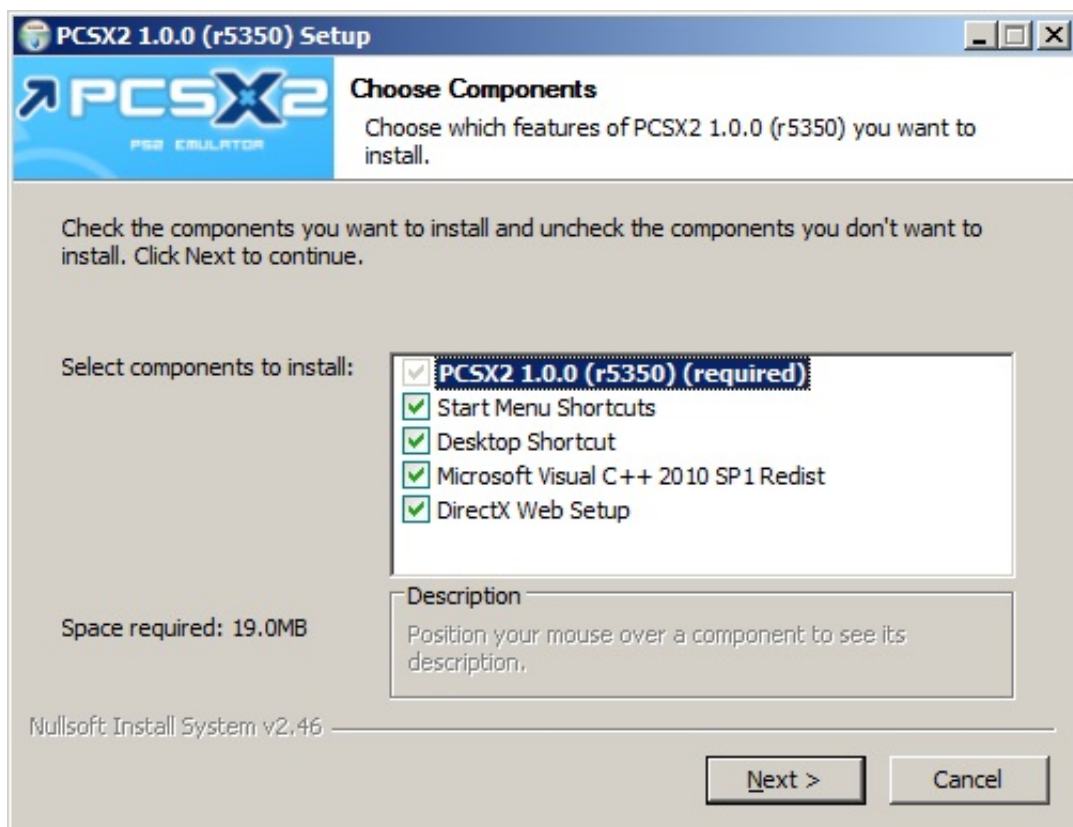 PCSX2 1.0.0 (r5350) Setup
PCSX2
PS2 EMULATOR
Choose Components
Choose which features of PCSX2 1.0.0 (r5350) you want to
install.
Check the components you want to install and uncheck the components you don't want to
install. Click Next to continue.
Select components to install:
PCSX2 1.0.0 (r5350) (required)
Start Menu Shortcuts
Desktop Shortcut
Microsoft Visual C++ 2010 SP1 Redist
DirectX Web Setup
Space required: 19.0MB
Description
Position your mouse over a component to see its
description.
Nullsoft Install System v2.46
Next >
Cancel